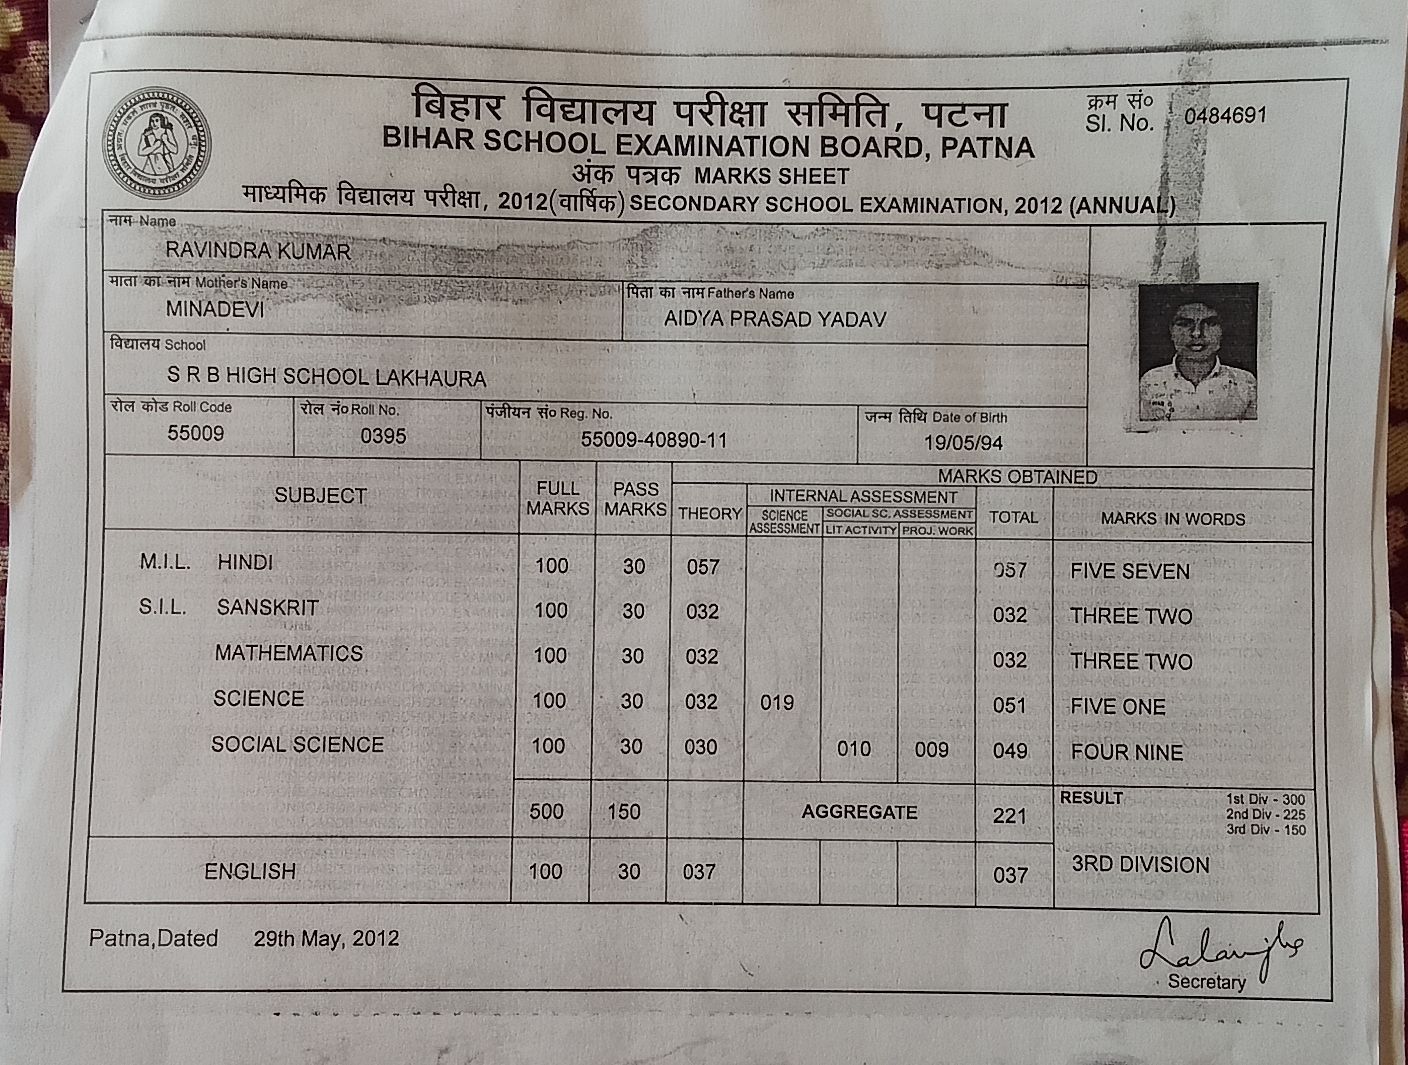 बिहार विद्यालय परीक्षा समिति, पटना
BIHAR SCHOOL EXAMINATION BOARD, PATNA
क्रम सं०
Sl. No. 0484691
अंक पत्रक MARKS SHEET
माध्यमिक विद्यालय परीक्षा, 2012(वार्षिक) SECONDARY SCHOOL EXAMINATION, 2012 (ANNUAL)
नाम Name
RAVINDRA KUMAR
माता का नाम Mother's Name
MINADEVI
पिता का नाम Father's Name
AIDYA PRASAD YADAV
विद्यालय School
S R B HIGH SCHOOL LAKHAURA
रोल कोड Roll Code
55009
रोल नं० Roll No.
0395
पंजीयन सं० Reg. No.
55009-40890-11
जन्म तिथि Date of Birth
19/05/94
SUBJECT
FULL MARKS
PASS MARKS
MARKS OBTAINED
THEORY
INTERNAL ASSESSMENT
SCIENCE ASSESSMENT
SOCIAL SC. ASSESSMENT
LIT ACTIVITY PROJ. WORK
TOTAL
MARKS IN WORDS
M.I.L. HINDI 100 30 057 057 FIVE SEVEN
S.I.L. SANSKRIT 100 30 032 032 THREE TWO
MATHEMATICS 100 30 032 032 THREE TWO
SCIENCE 100 30 032 019 051 FIVE ONE
SOCIAL SCIENCE 100 30 030 010 009 049 FOUR NINE
500 150 AGGREGATE 221
RESULT
1st Div - 300
2nd Div - 225
3rd Div - 150
3RD DIVISION
ENGLISH 100 30 037 037
Patna,Dated 29th May, 2012
Secretary